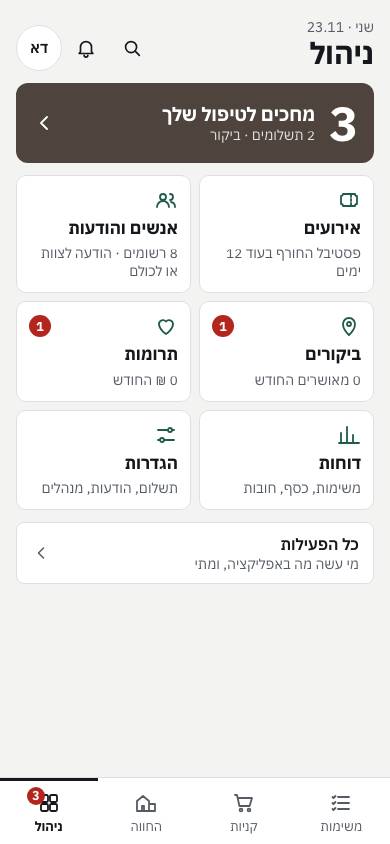 שני · 23.11
ניהול
דא
3
מחכים לטיפול שלך
2 תשלומים · ביקור
אירועים
פסטיבל החורף בעוד 12
ימים
אנשים והודעות
8 רשומים · הודעה לצוות
או לכולם
ביקורים
1
0 מאושרים החודש
תרומות
1
0 ₪ החודש
דוחות
משימות, כסף, חובות
הגדרות
תשלום, הודעות, מנהלים
כל הפעילות
מי עשה מה באפליקציה, ומתי
משימות
קניות
החווה
3
ניהול